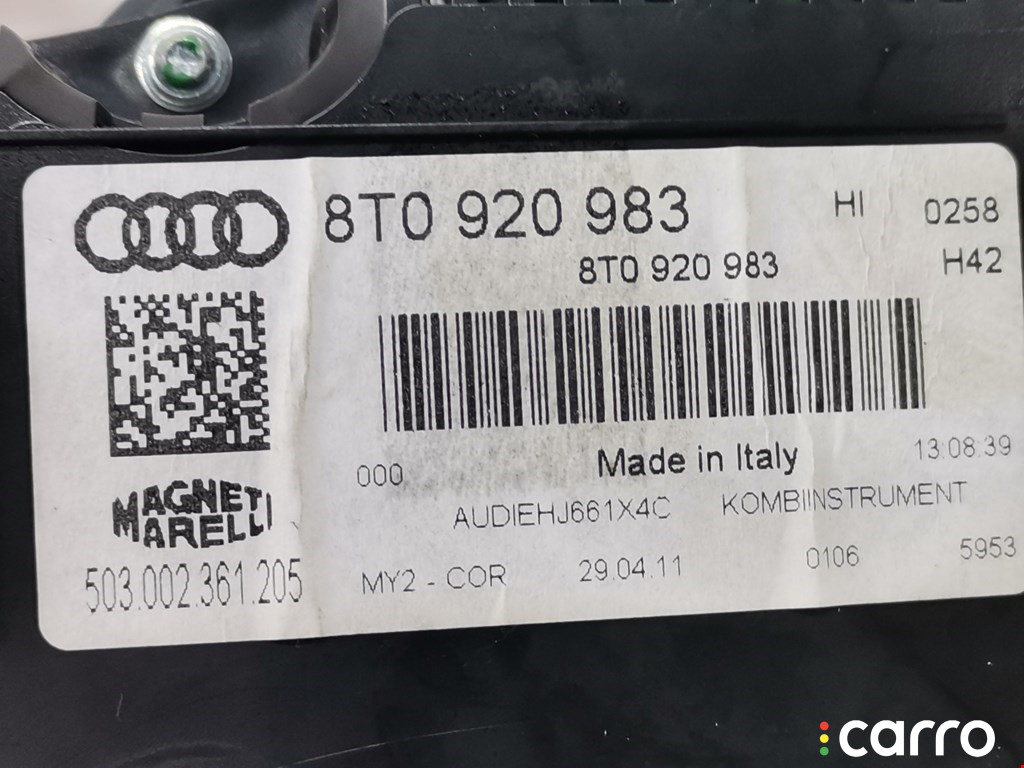 8T0 920 983 HI 0258
8T0 920 983 H42
000 Made in Italy 13:08:39
MAGNETI
MARELLI
AUDIEHJ661X4C KOMBIINSTRUMENT
503.002.361.205 MY2 - COR 29.04.11 0106 5953
carro